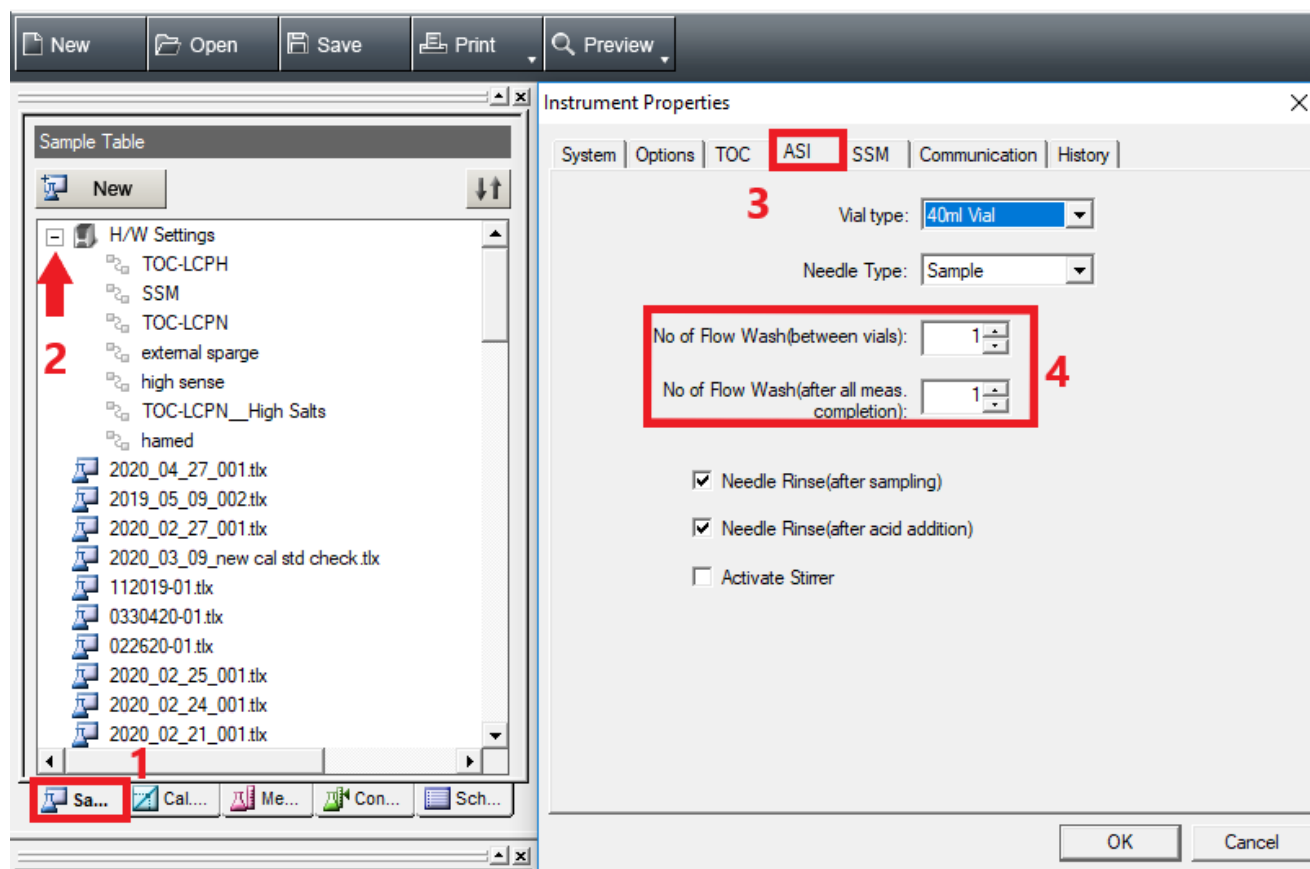 New Open Save Print Preview
Instrument Properties
Sample Table
System Options TOC ASI SSM Communication History
New
3
Vial type: 40ml Vial
H/W Settings
TOC-LCPH
Needle Type: Sample
SSM
TOC-LCPN
No of Flow Wash(between vials): 1
2
external sparge
4
high sense
No of Flow Wash(after all meas.
completion): 1
TOC-LCPN__High Salts
hamed
2020_04_27_001.tlx
Needle Rinse(after sampling)
2019_05_09_002.tlx
2020_02_27_001.tlx
Needle Rinse(after acid addition)
2020_03_09_new cal std check.tlx
112019-01.tlx
Activate Stirrer
0330420-01.tlx
022620-01.tlx
2020_02_25_001.tlx
2020_02_24_001.tlx
2020_02_21_001.tlx
1
Sa... Cal.... Me... Con... Sch...
OK Cancel